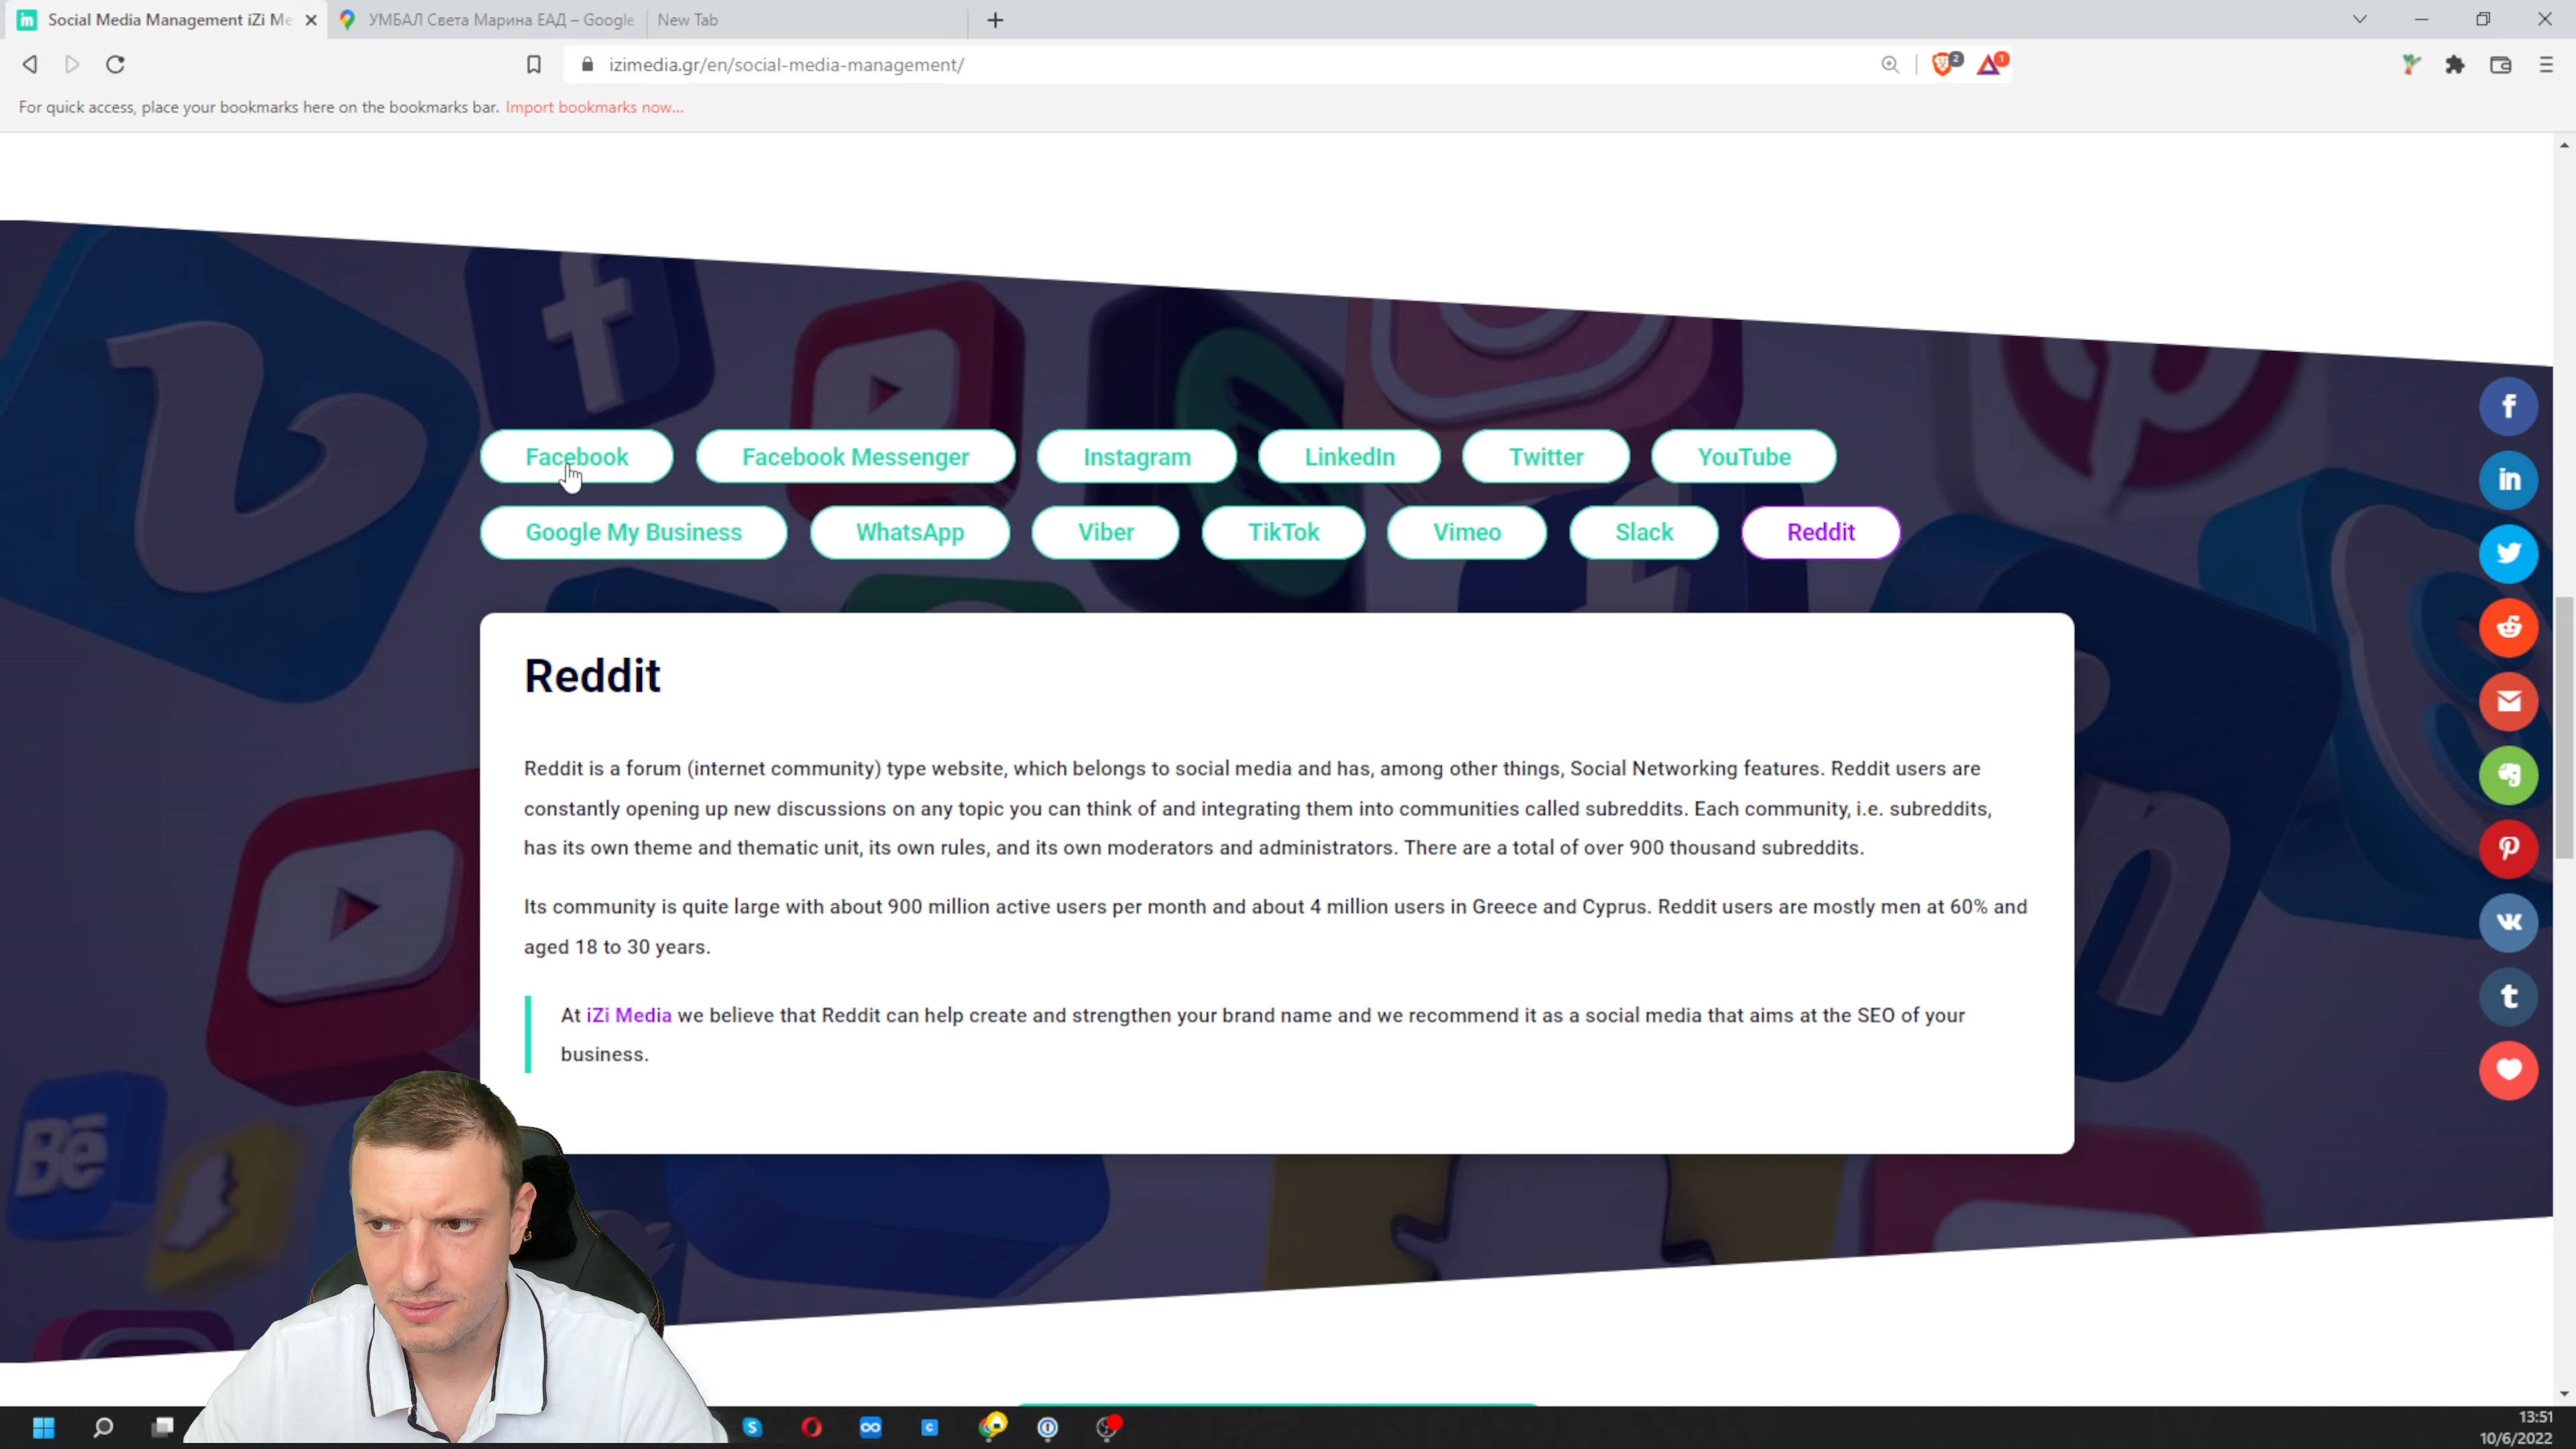 Social Media Management iZi Me
УМБАЛ Света Марина ЕАД – Google
New Tab
izimedia.gr/en/social-media-management/
2
1
For quick access, place your bookmarks here on the bookmarks bar. Import bookmarks now...
Facebook
Facebook Messenger
Instagram
LinkedIn
Twitter
YouTube
Google My Business
WhatsApp
Viber
TikTok
Vimeo
Slack
Reddit
Reddit
Reddit is a forum (internet community) type website, which belongs to social media and has, among other things, Social Networking features. Reddit users are
constantly opening up new discussions on any topic you can think of and integrating them into communities called subreddits. Each community, i.e. subreddits,
has its own theme and thematic unit, its own rules, and its own moderators and administrators. There are a total of over 900 thousand subreddits.
Its community is quite large with about 900 million active users per month and about 4 million users in Greece and Cyprus. Reddit users are mostly men at 60% and
aged 18 to 30 years.
At iZi Media we believe that Reddit can help create and strengthen your brand name and we recommend it as a social media that aims at the SEO of your
business.
Bē
13:51
10/6/2022